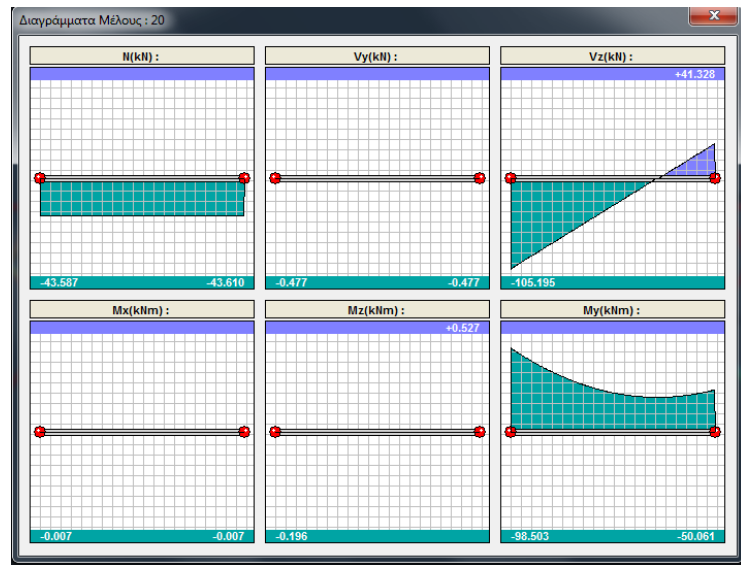 Διαγράμματα Μέλους : 20
N(kN) :
Vy(kN) :
Vz(kN) :
+41.328
-43.587 -43.610
-0.477 -0.477
-105.195
Mx(kNm) :
Mz(kNm) :
My(kNm) :
+0.527
-0.007 -0.007
-0.196
-98.503 -50.061